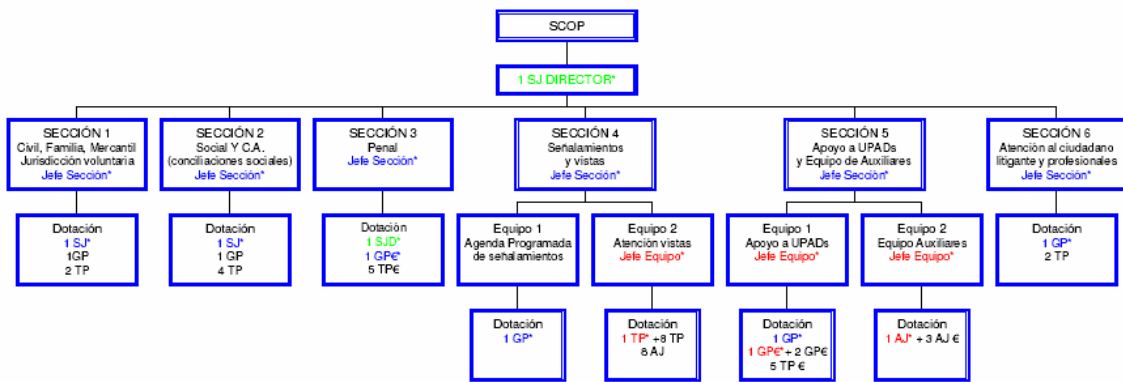 SCOP
1 SJ DIRECTOR*
SECCIÓN 1
Civil, Familia, Mercantil
Jurisdicción voluntaria
Jefe Sección*
SECCIÓN 2
Social Y C.A.
(conciliaciones sociales)
Jefe Sección*
SECCIÓN 3
Penal
Jefe Sección*
SECCIÓN 4
Señalamientos
y vistas
Jefe Sección*
SECCIÓN 5
Apoyo a UPADs
y Equipo de Auxiliares
Jefe Sección*
SECCIÓN 6
Atención al ciudadano
litigante y profesionales
Jefe Sección*
Dotación
1 SJ*
1GP
2 TP
Dotación
1 SJ*
1 GP
4 TP
Dotación
1 SJD*
1 GP€*
5 TP€
Equipo 1
Agenda Programada
de señalamientos
Equipo 2
Atención vistas
Jefe Equipo*
Equipo 1
Apoyo a UPADs
Jefe Equipo*
Equipo 2
Equipo Auxiliares
Jefe Equipo*
Dotación
1 GP*
2 TP
Dotación
1 GP*
Dotación
1 TP* +8 TP
8 AJ
Dotación
1 GP*
1 GP€*+ 2 GP€
5 TP €
Dotación
1 AJ* + 3 AJ €